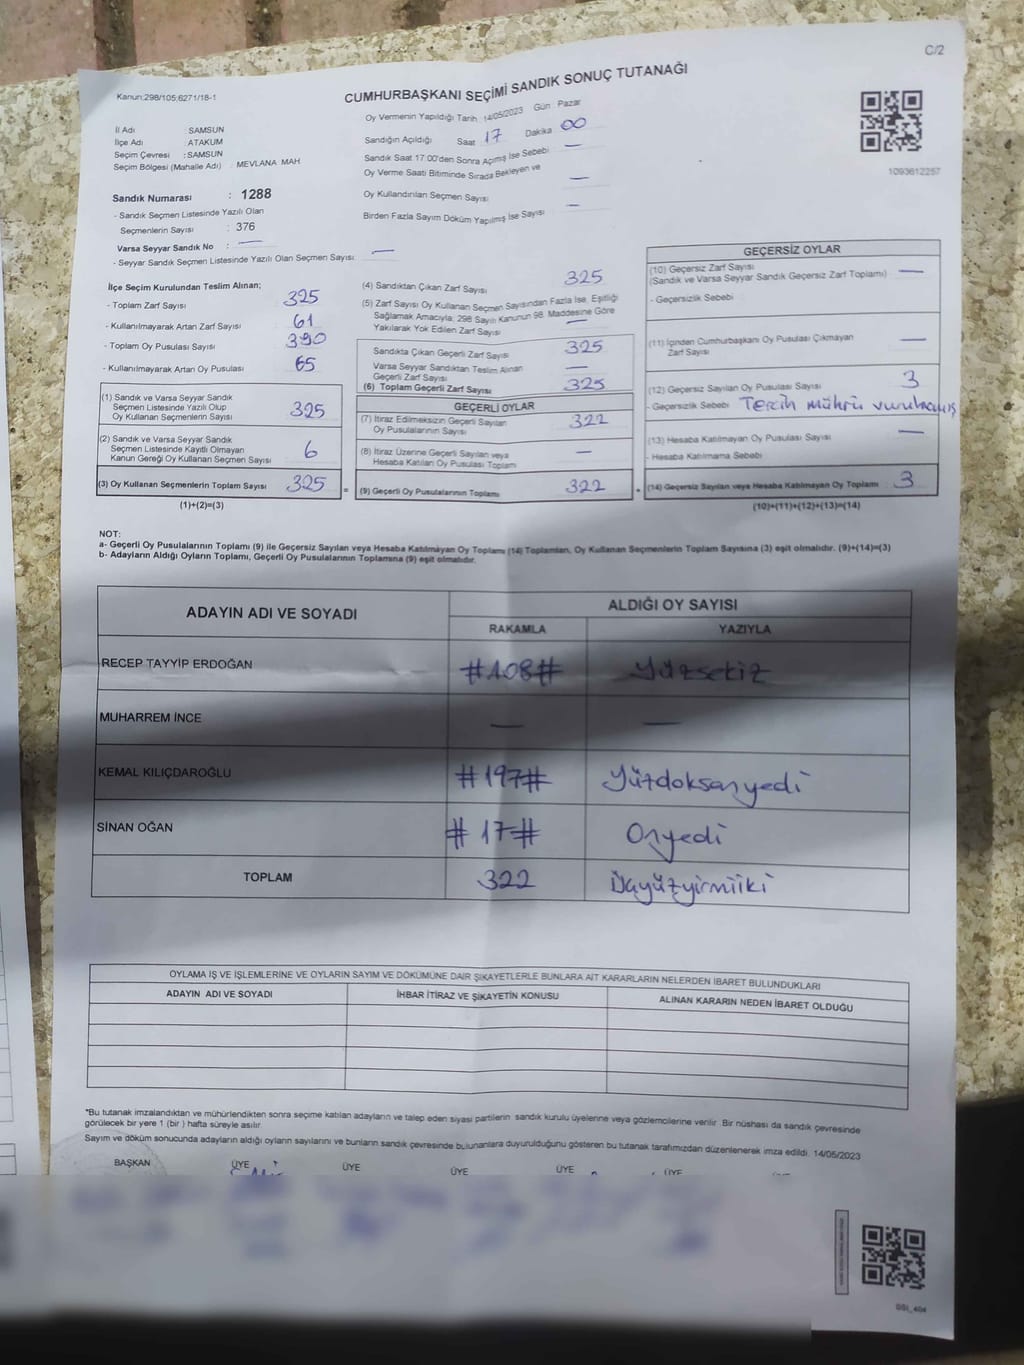 C/2
Kanun:298/105;6271/18-1
CUMHURBAŞKANI SEÇİMİ SANDIK SONUÇ TUTANAĞI
İl Adı : SAMSUN
İlçe Adı : ATAKUM
Seçim Çevresi : SAMSUN
Seçim Bölgesi (Mahalle Adı) : MEVLANA MAH
Sandık Numarası : 1288
- Sandık Seçmen Listesinde Yazılı Olan
Seçmenlerin Sayısı : 376
Varsa Seyyar Sandık No : —
- Seyyar Sandık Seçmen Listesinde Yazılı Olan Seçmen Sayısı : —
Oy Vermenin Yapıldığı Tarih 14/05/2023 Gün Pazar
Sandığın Açıldığı Saat 17 Dakika 00
Sandık Saat 17:00'den Sonra Açımş İse Sebebi —
Oy Verme Saati Bitiminde Sırada Bekleyen ve
Oy Kullandırılan Seçmen Sayısı —
Birden Fazla Sayım Döküm Yapılmış İse Sayısı —
1093612257
İlçe Seçim Kurulundan Teslim Alınan;
- Toplam Zarf Sayısı 325
- Kullanılmayarak Artan Zarf Sayısı 61
- Toplam Oy Pusulası Sayısı 390
- Kullanılmayarak Artan Oy Pusulası 65
(1) Sandık ve Varsa Seyyar Sandık
Seçmen Listesinde Yazılı Olup
Oy Kullanan Seçmenlerin Sayısı 325
(2) Sandık ve Varsa Seyyar Sandık
Seçmen Listesinde Kayıtlı Olmayan
Kanun Gereği Oy Kullanan Seçmen Sayısı 6
(3) Oy Kullanan Seçmenlerin Toplam Sayısı 325
(1)+(2)=(3)
(4) Sandıktan Çıkan Zarf Sayısı 325
(5) Zarf Sayısı Oy Kullanan Seçmen Sayısından Fazla İse, Eşitliği
Sağlamak Amacıyla; 298 Sayılı Kanunun 98. Maddesine Göre
Yakılarak Yok Edilen Zarf Sayısı —
Sandıkta Çıkan Geçerli Zarf Sayısı 325
Varsa Seyyar Sandıktan Teslim Alınan
Geçerli Zarf Sayısı —
(6) Toplam Geçerli Zarf Sayısı 325
GEÇERLİ OYLAR
(7) İtiraz Edilmeksizin Geçerli Sayılan
Oy Pusulalarının Sayısı 322
(8) İtiraz Üzerine Geçerli Sayılan veya
Hesaba Katılan Oy Pusulası Toplamı —
= (9) Geçerli Oy Pusulalarının Toplamı 322 +
GEÇERSİZ OYLAR
(10) Geçersiz Zarf Sayısı
(Sandık ve Varsa Seyyar Sandık Geçersiz Zarf Toplamı) —
- Geçersizlik Sebebi
(11) İçinden Cumhurbaşkanı Oy Pusulası Çıkmayan
Zarf Sayısı —
(12) Geçersiz Sayılan Oy Pusulası Sayısı 3
- Geçersizlik Sebebi Tercih mührü vurulmamış
(13) Hesaba Katılmayan Oy Pusulası Sayısı —
- Hesaba Katılmama Sebebi
(14) Geçersiz Sayılan veya Hesaba Katılmayan Oy Toplamı 3
(10)+(11)+(12)+(13)=(14)
NOT:
a- Geçerli Oy Pusulalarının Toplamı (9) ile Geçersiz Sayılan veya Hesaba Katılmayan Oy Toplamı (14) Toplamları, Oy Kullanan Seçmenlerin Toplam Sayısına (3) eşit olmalıdır. (9)+(14)=(3)
b- Adayların Aldığı Oyların Toplamı, Geçerli Oy Pusulalarının Toplamına (9) eşit olmalıdır.
ADAYIN ADI VE SOYADI
ALDIĞI OY SAYISI
RAKAMLA YAZIYLA
RECEP TAYYİP ERDOĞAN #108# Yüzsekiz
MUHARREM İNCE — —
KEMAL KILIÇDAROĞLU #197# Yüzdoksanyedi
SİNAN OĞAN #17# Onyedi
TOPLAM 322 Üçyüzyirmiiki
OYLAMA İŞ VE İŞLEMLERİNE VE OYLARIN SAYIM VE DÖKÜMÜNE DAİR ŞİKAYETLERLE BUNLARA AİT KARARLARIN NELERDEN İBARET BULUNDUKLARI
ADAYIN ADI VE SOYADI İHBAR İTİRAZ VE ŞİKAYETİN KONUSU ALINAN KARARIN NEDEN İBARET OLDUĞU
*Bu tutanak imzalandıktan ve mühürlendikten sonra seçime katılan adayların ve talep eden siyasi partilerin sandık kurulu üyelerine veya gözlemcilerine verilir. Bir nüshası da sandık çevresinde
görülecek bir yere 1 (bir ) hafta süreyle asılır.
Sayım ve döküm sonucunda adayların aldığı oyların sayılarını ve bunların sandık çevresinde bulunanlara duyurulduğunu gösteren bu tutanak tarafımızdan düzenlenerek imza edildi. 14/05/2023
BAŞKAN ÜYE ÜYE ÜYE ÜYE ÜYE